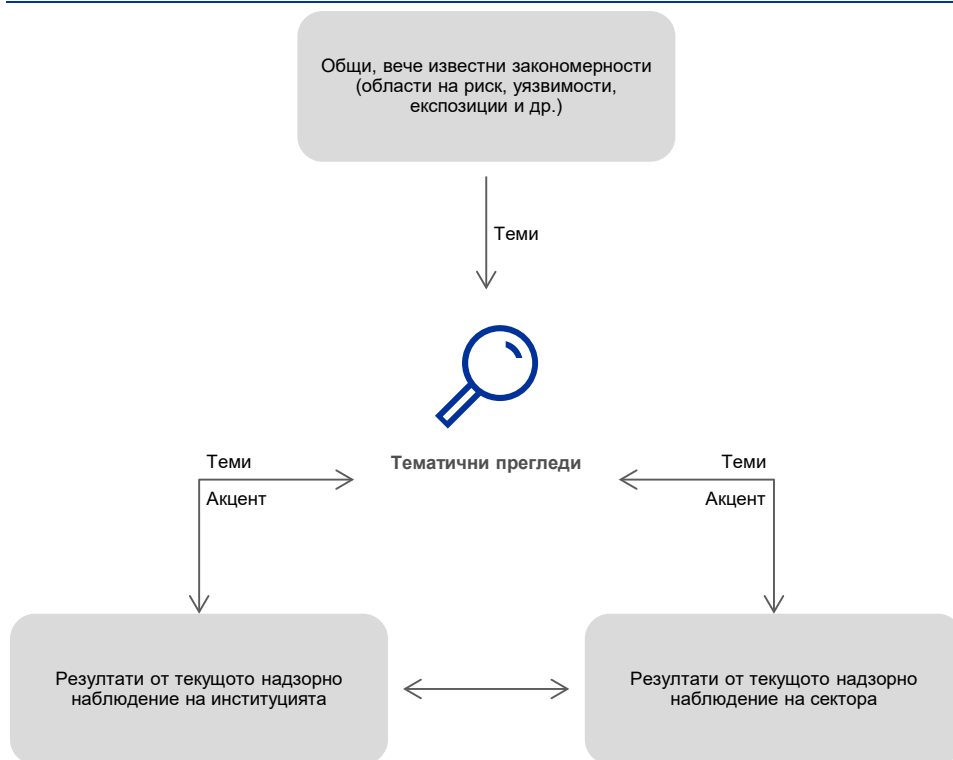 Общи, вече известни закономерности
(области на риск, уязвимости,
експозиции и др.)
Теми
Тематични прегледи
Теми
Акцент
Теми
Акцент
Резултати от текущото надзорно
наблюдение на институцията
Резултати от текущото надзорно
наблюдение на сектора